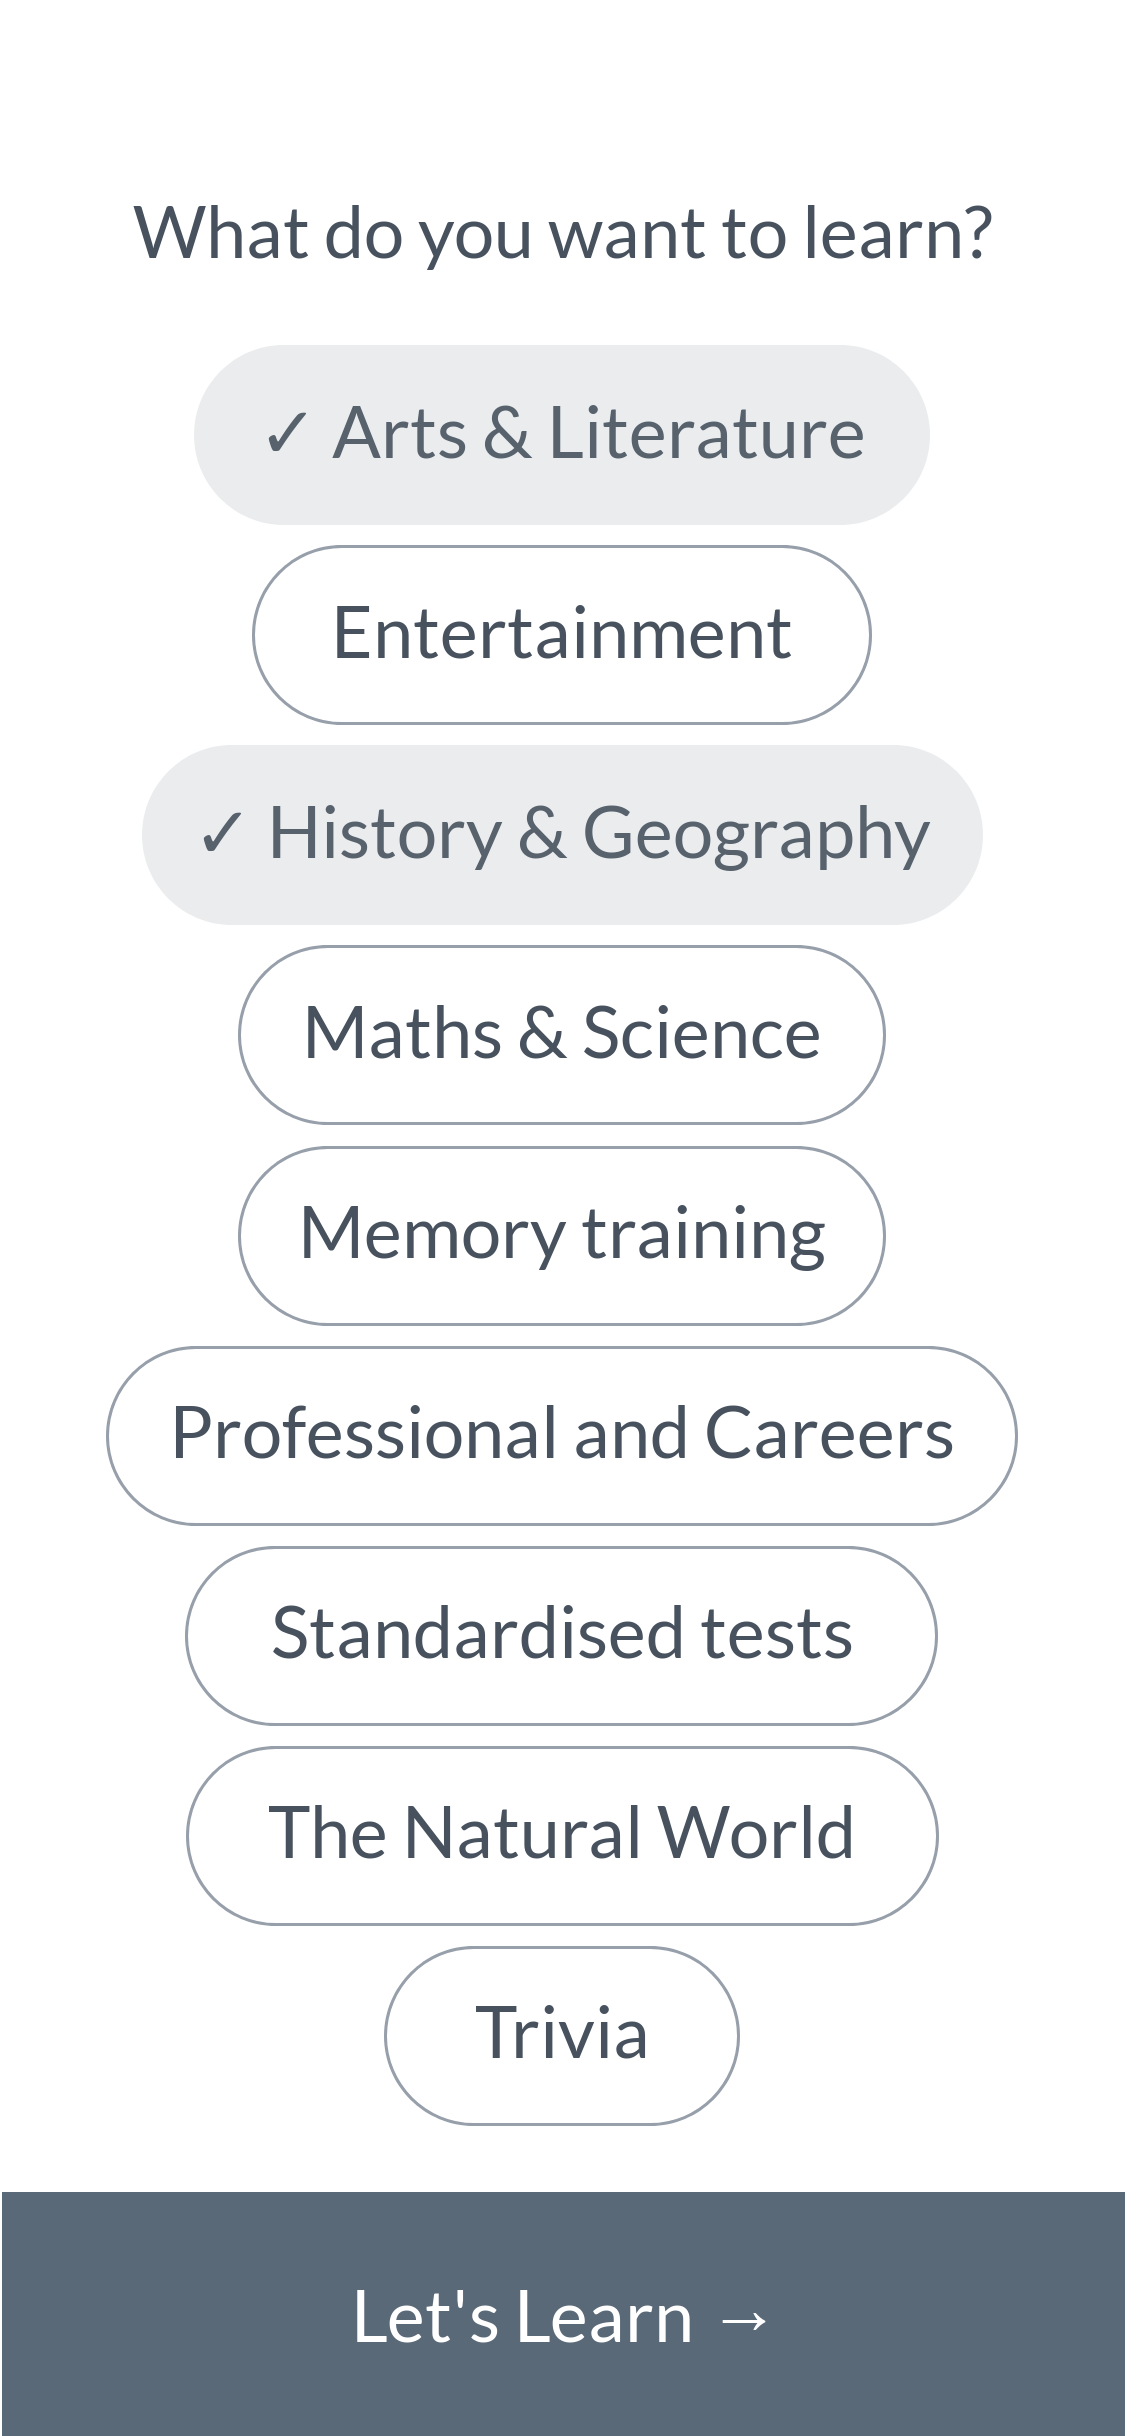 What do you want to learn?
✓ Arts & Literature
Entertainment
✓ History & Geography
Maths & Science
Memory training
Professional and Careers
Standardised tests
The Natural World
Trivia
Let's Learn →